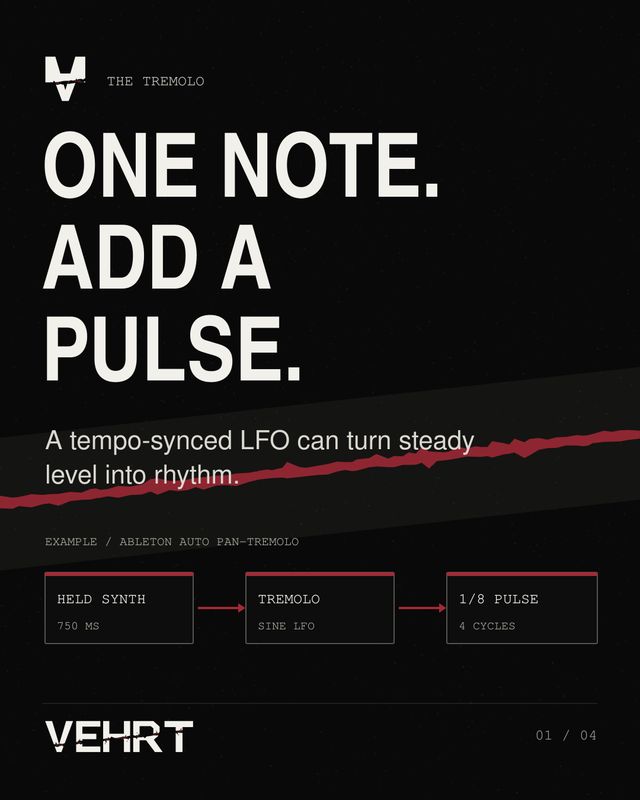 THE TREMOLO
ONE NOTE.
ADD A
PULSE.
A tempo-synced LFO can turn steady
level into rhythm.
EXAMPLE / ABLETON AUTO PAN–TREMOLO
HELD SYNTH
750 MS
TREMOLO
SINE LFO
1/8 PULSE
4 CYCLES
VEHRT
01 / 04